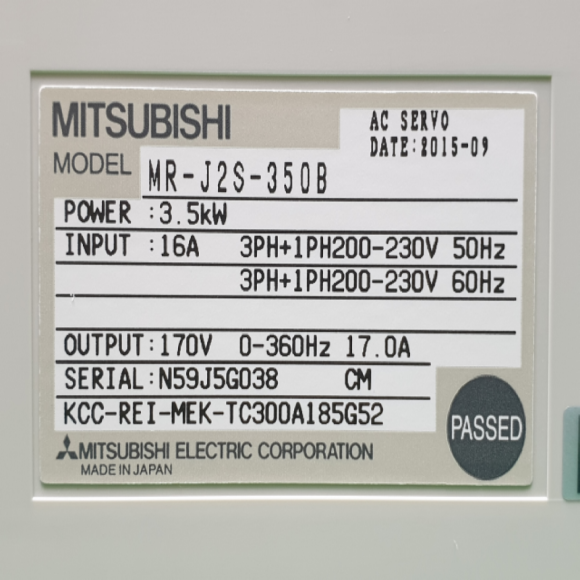 MITSUBISHI
AC SERVO
DATE:2015-09
MODEL MR-J2S-350B
POWER :3.5kW
INPUT :16A 3PH+1PH200-230V 50Hz
3PH+1PH200-230V 60Hz
OUTPUT:170V 0-360Hz 17.0A
SERIAL:N59J5G038 CM
KCC-REI-MEK-TC300A185G52
PASSED
MITSUBISHI ELECTRIC CORPORATION
MADE IN JAPAN